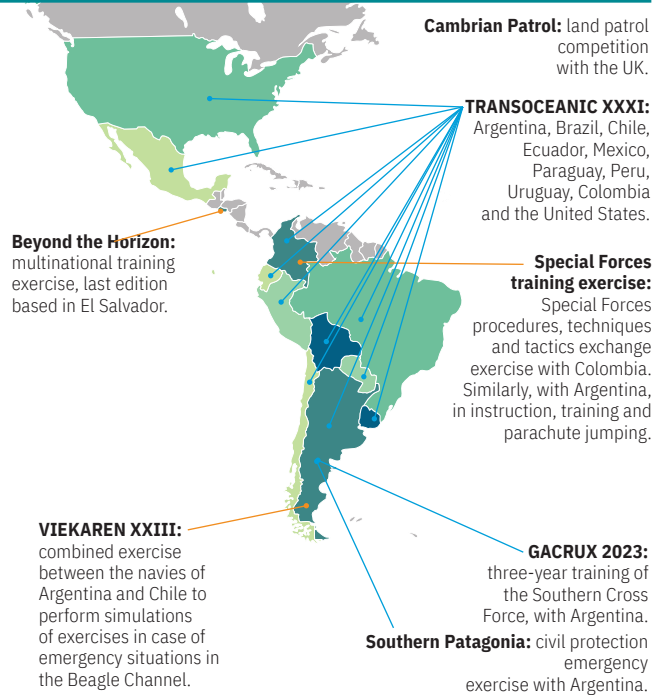 Cambrian Patrol: land patrol
competition
with the UK.
TRANSOCEANIC XXXI:
Argentina, Brazil, Chile,
Ecuador, Mexico,
Paraguay, Peru,
Uruguay, Colombia
and the United States.
Beyond the Horizon:
multinational training
exercise, last edition
based in El Salvador.
Special Forces
training exercise:
Special Forces
procedures, techniques
and tactics exchange
exercise with Colombia.
Similarly, with Argentina,
in instruction, training and
parachute jumping.
VIEKAREN XXIII:
combined exercise
between the navies of
Argentina and Chile to
perform simulations
of exercises in case of
emergency situations in
the Beagle Channel.
GACRUX 2023:
three-year training of
the Southern Cross
Force, with Argentina.
Southern Patagonia: civil protection
emergency
exercise with Argentina.